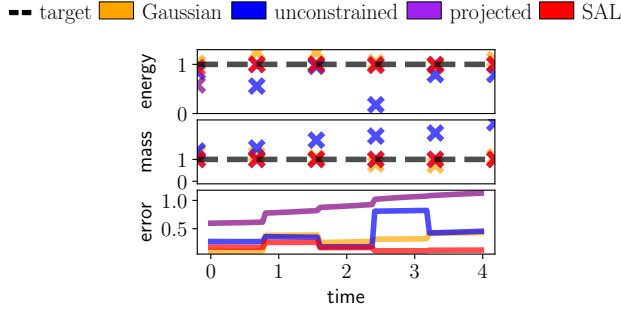 target Gaussian unconstrained projected SAL
energy
1
0
mass
1
0
error
1.0
0.5
0 1 2 3 4
time